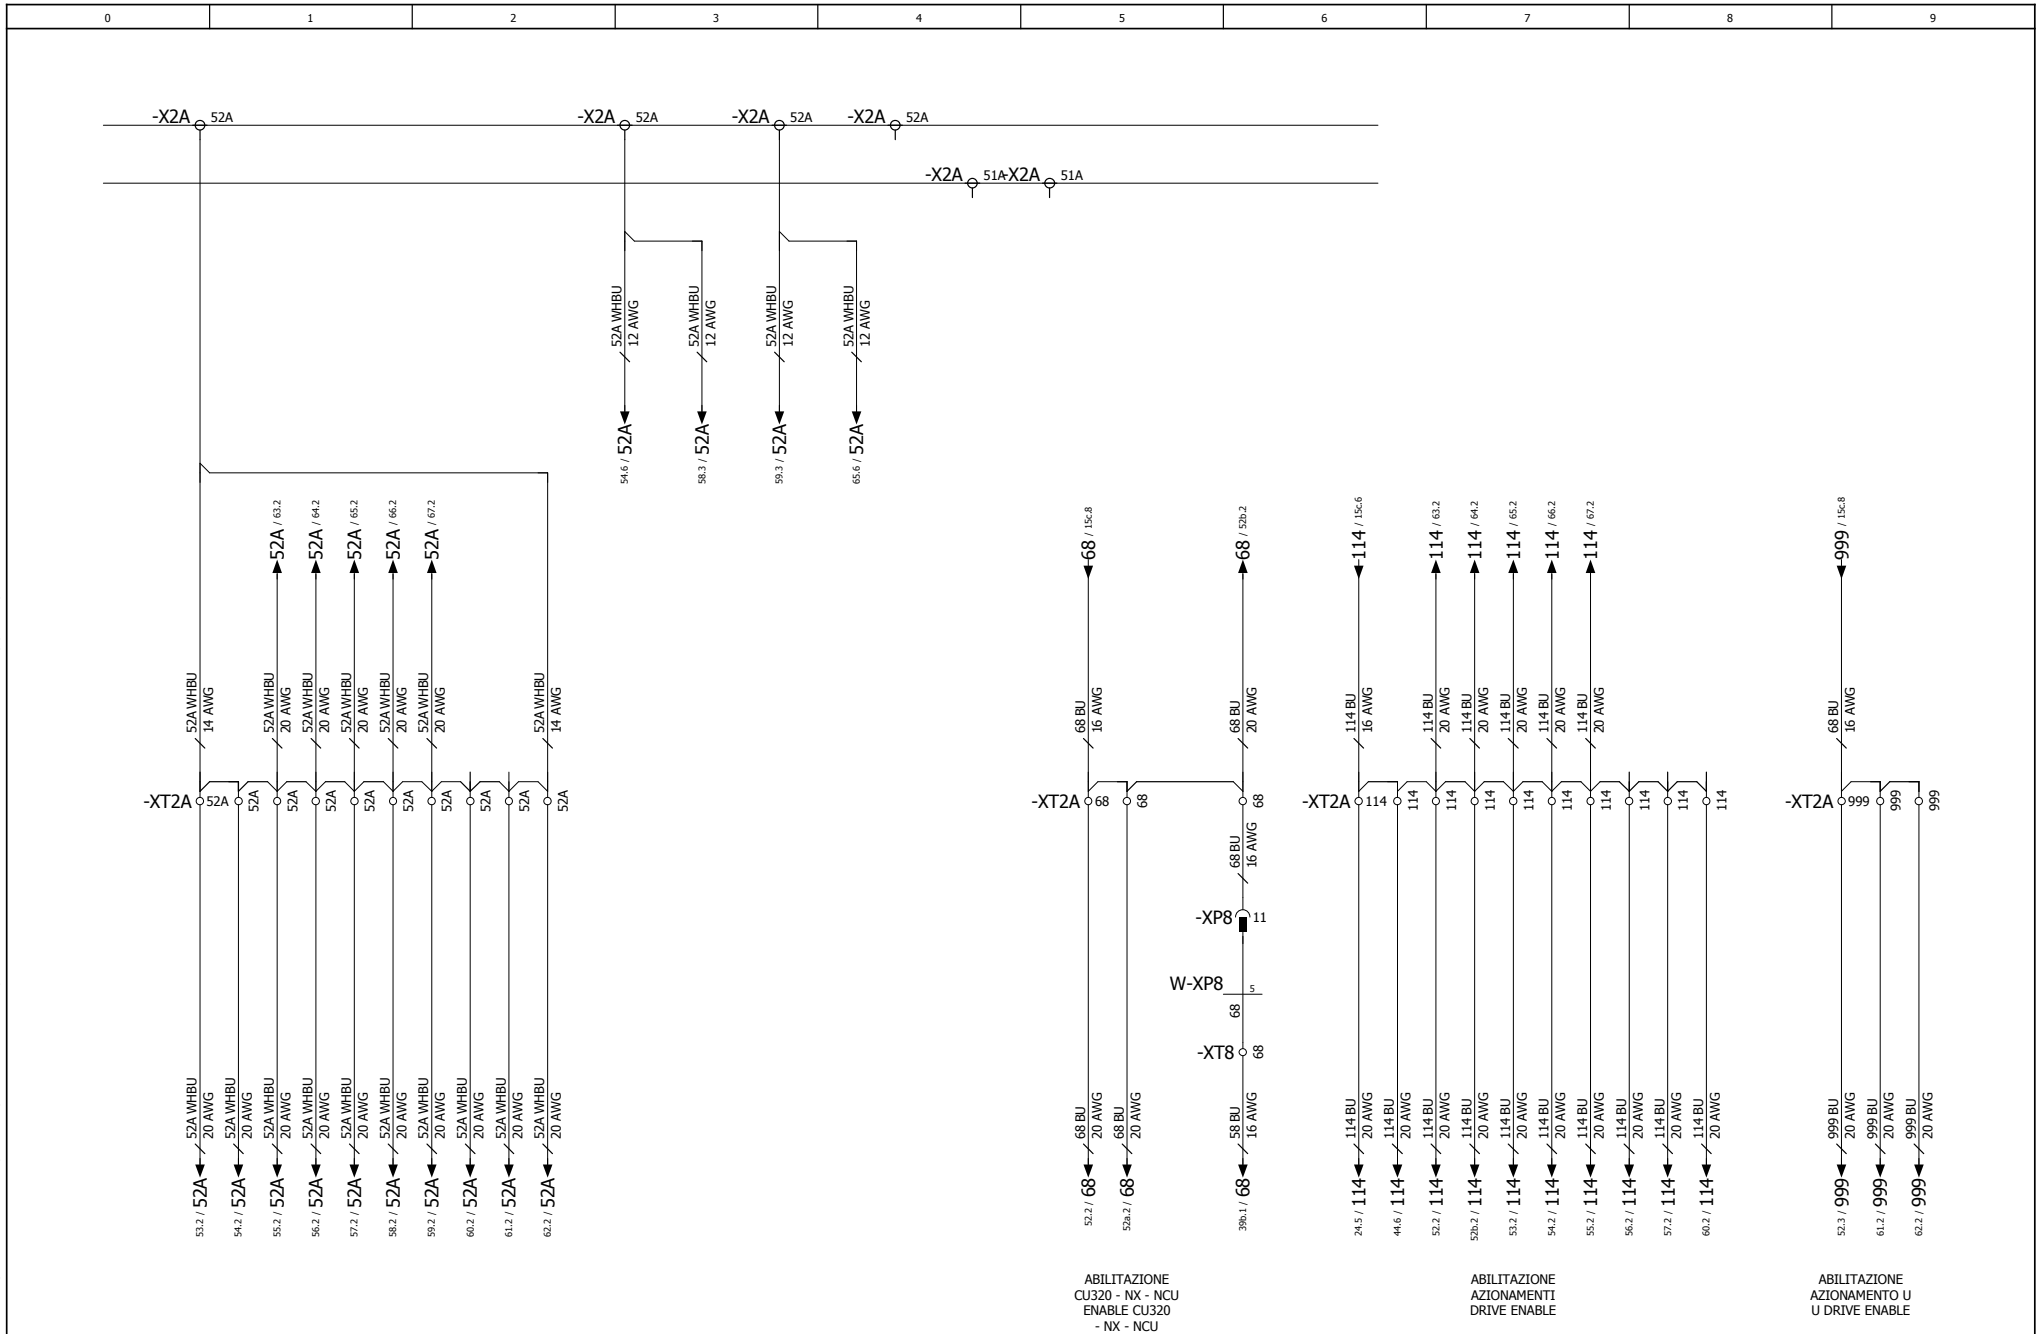 0 1 2 3 4 5 6 7 8 9
-X2A 52A -X2A 52A -X2A 52A -X2A 52A
-X2A 51A -X2A 51A
52A WHBU 12 AWG
52A WHBU 12 AWG
52A WHBU 12 AWG
52A WHBU 12 AWG
54.6 / 52A
58.3 / 52A
59.3 / 52A
65.6 / 52A
52A / 63.2
52A / 64.2
52A / 65.2
52A / 66.2
52A / 67.2
68 / 15c.8
68 / 52b.2
114 / 15c.6
114 / 63.2
114 / 64.2
114 / 65.2
114 / 66.2
114 / 67.2
999 / 15c.8
52A WHBU 14 AWG
52A WHBU 20 AWG
52A WHBU 20 AWG
52A WHBU 20 AWG
52A WHBU 20 AWG
52A WHBU 20 AWG
52A WHBU 14 AWG
68 BU 16 AWG
68 BU 20 AWG
114 BU 16 AWG
114 BU 20 AWG
114 BU 20 AWG
114 BU 20 AWG
114 BU 20 AWG
114 BU 20 AWG
68 BU 16 AWG
-XT2A 52A 52A 52A 52A 52A 52A 52A 52A 52A 52A
-XT2A 68 68 68
-XT2A 114 114 114 114 114 114 114 114 114 114
-XT2A 999 999 999
68 BU 16 AWG
-XP8 11
W-XP8 5
68
-XT8 68
52A WHBU 20 AWG
52A WHBU 20 AWG
52A WHBU 20 AWG
52A WHBU 20 AWG
52A WHBU 20 AWG
52A WHBU 20 AWG
52A WHBU 20 AWG
52A WHBU 20 AWG
52A WHBU 20 AWG
52A WHBU 20 AWG
68 BU 20 AWG
68 BU 20 AWG
58 BU 16 AWG
114 BU 20 AWG
114 BU 20 AWG
114 BU 20 AWG
114 BU 20 AWG
114 BU 20 AWG
114 BU 20 AWG
114 BU 20 AWG
114 BU 20 AWG
114 BU 20 AWG
114 BU 20 AWG
999 BU 20 AWG
999 BU 20 AWG
999 BU 20 AWG
53.2 / 52A
54.2 / 52A
55.2 / 52A
56.2 / 52A
57.2 / 52A
58.2 / 52A
59.2 / 52A
60.2 / 52A
61.2 / 52A
62.2 / 52A
52.2 / 68
52a.2 / 68
39b.1 / 68
24.5 / 114
44.6 / 114
52.2 / 114
52b.2 / 114
53.2 / 114
54.2 / 114
55.2 / 114
56.2 / 114
57.2 / 114
60.2 / 114
52.3 / 999
61.2 / 999
62.2 / 999
ABILITAZIONE
CU320 - NX - NCU
ENABLE CU320
- NX - NCU
ABILITAZIONE
AZIONAMENTI
DRIVE ENABLE
ABILITAZIONE
AZIONAMENTO U
U DRIVE ENABLE